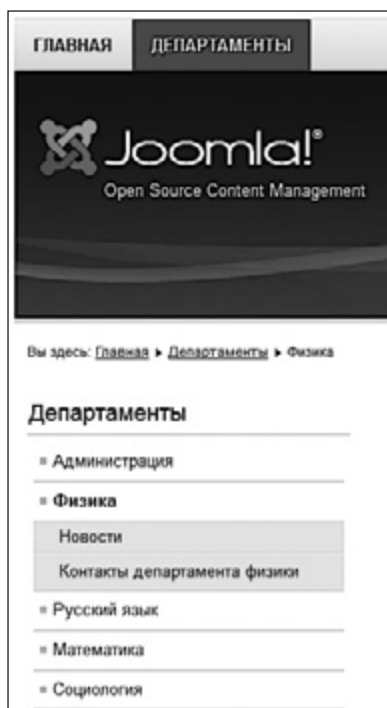 ГЛАВНАЯ ДЕПАРТАМЕНТЫ
Joomla!®
Open Source Content Management
Вы здесь: Главная ▸ Департаменты ▸ Физика
Департаменты
Администрация
Физика
Новости
Контакты департамента физики
Русский язык
Математика
Социология